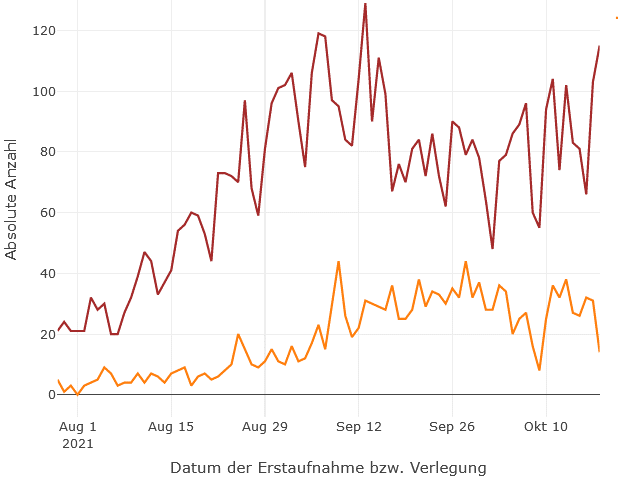 Absolute Anzahl
120
100
80
60
40
20
0
Aug 1 Aug 15 Aug 29 Sep 12 Sep 26 Okt 10
2021
Datum der Erstaufnahme bzw. Verlegung